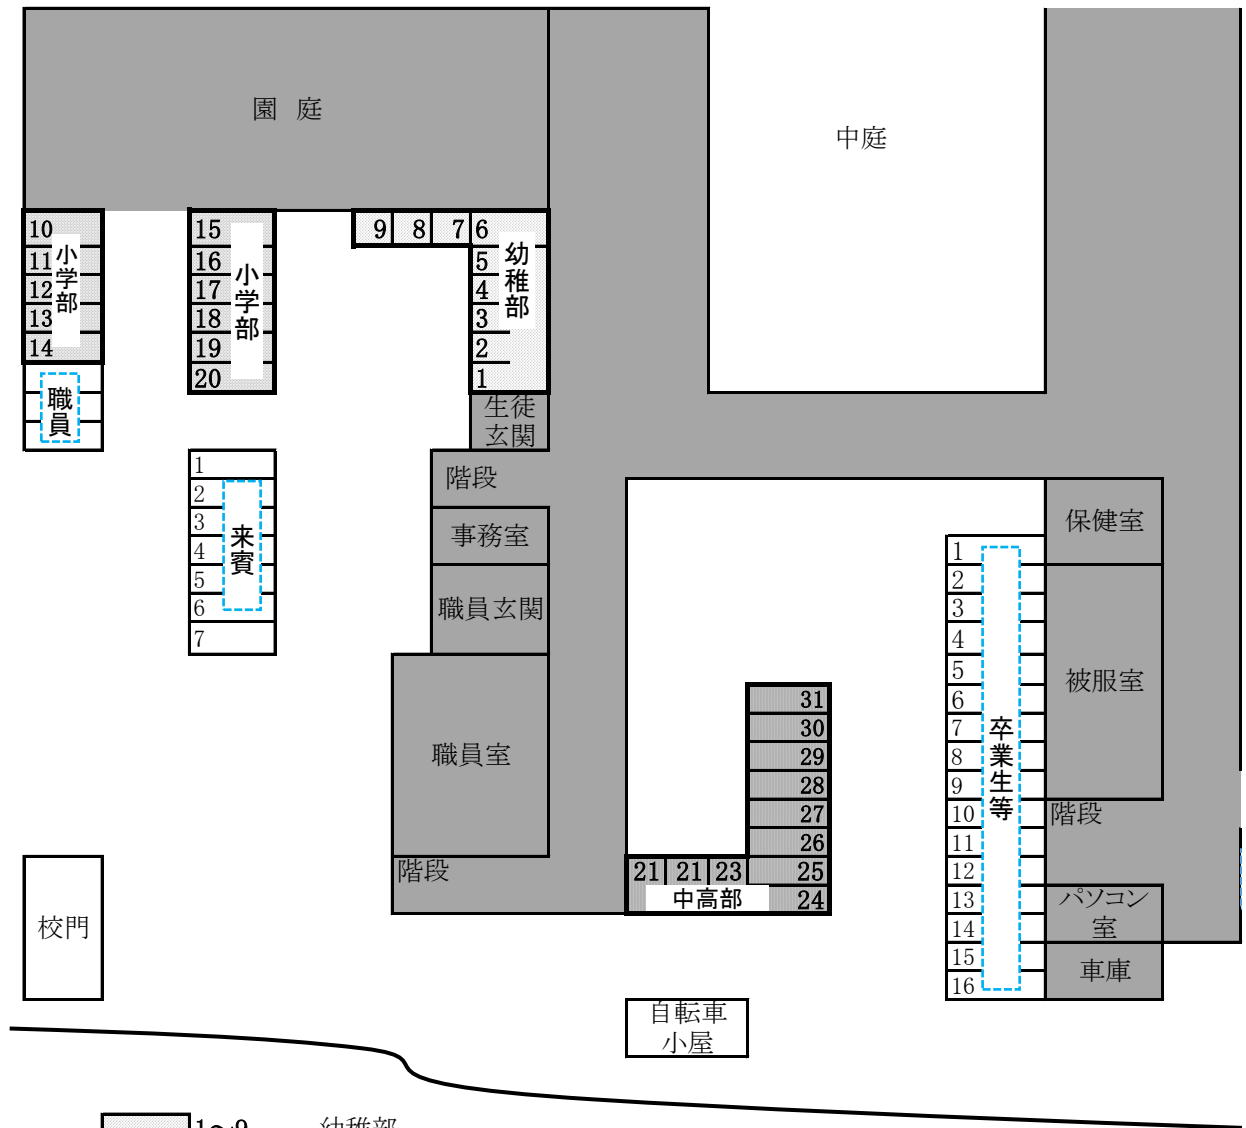 園 庭
中庭
10
11
12
13
14
小学部
職員
15
16
17
18
19
20
小学部
9 8 7 6
5
4
3
2
1
幼稚部
生徒
玄関
階段
事務室
職員玄関
職員室
階段
1
2
3
4
5
6
7
来賓
31
30
29
28
27
26
21 21 23 25
24
中高部
1
2
3
4
5
6
7
8
9
10
11
12
13
14
15
16
卒業生等
保健室
被服室
階段
パソコン
室
車庫
校門
自転車
小屋
1~9 幼稚部